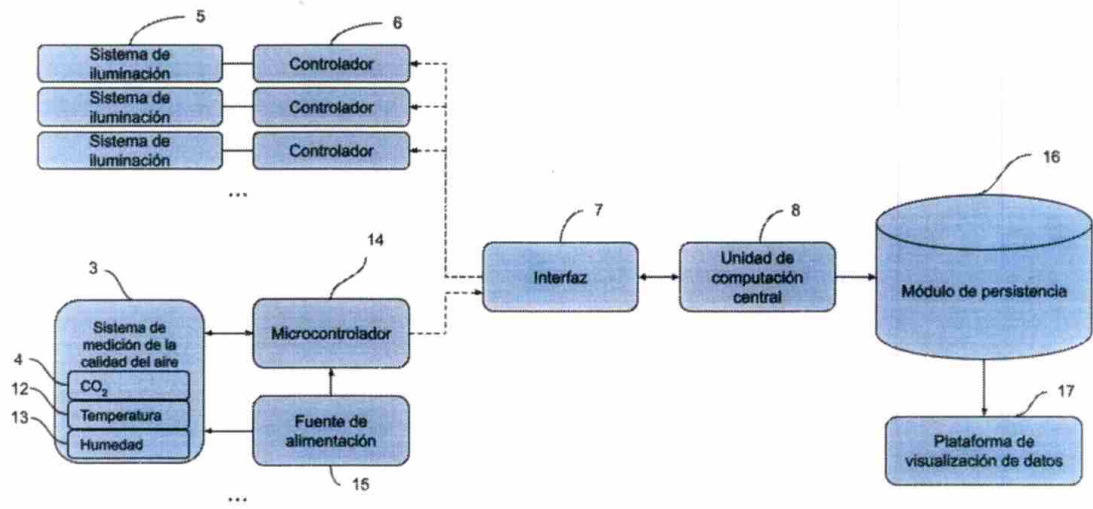 5
6
Sistema de
iluminación
Controlador
Sistema de
iluminación
Controlador
Sistema de
iluminación
Controlador
...
16
7
8
14
3
Interfaz
Unidad de
computación
central
Módulo de persistencia
Sistema de
medición de la
calidad del aire
Microcontrolador
4
CO₂
12
Temperatura
13
Humedad
Fuente de
alimentación
15
17
Plataforma de
visualización de datos
...